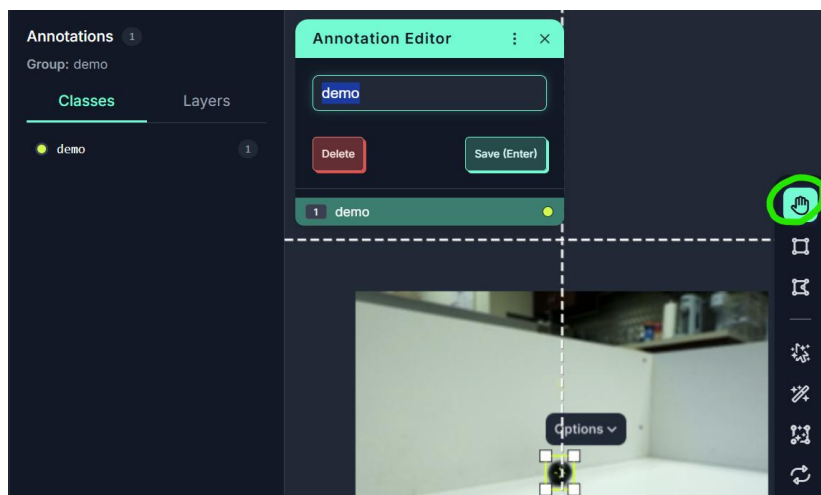 Annotations 1
Group: demo
Classes Layers
demo 1
Annotation Editor
demo
Delete Save (Enter)
1 demo
Options